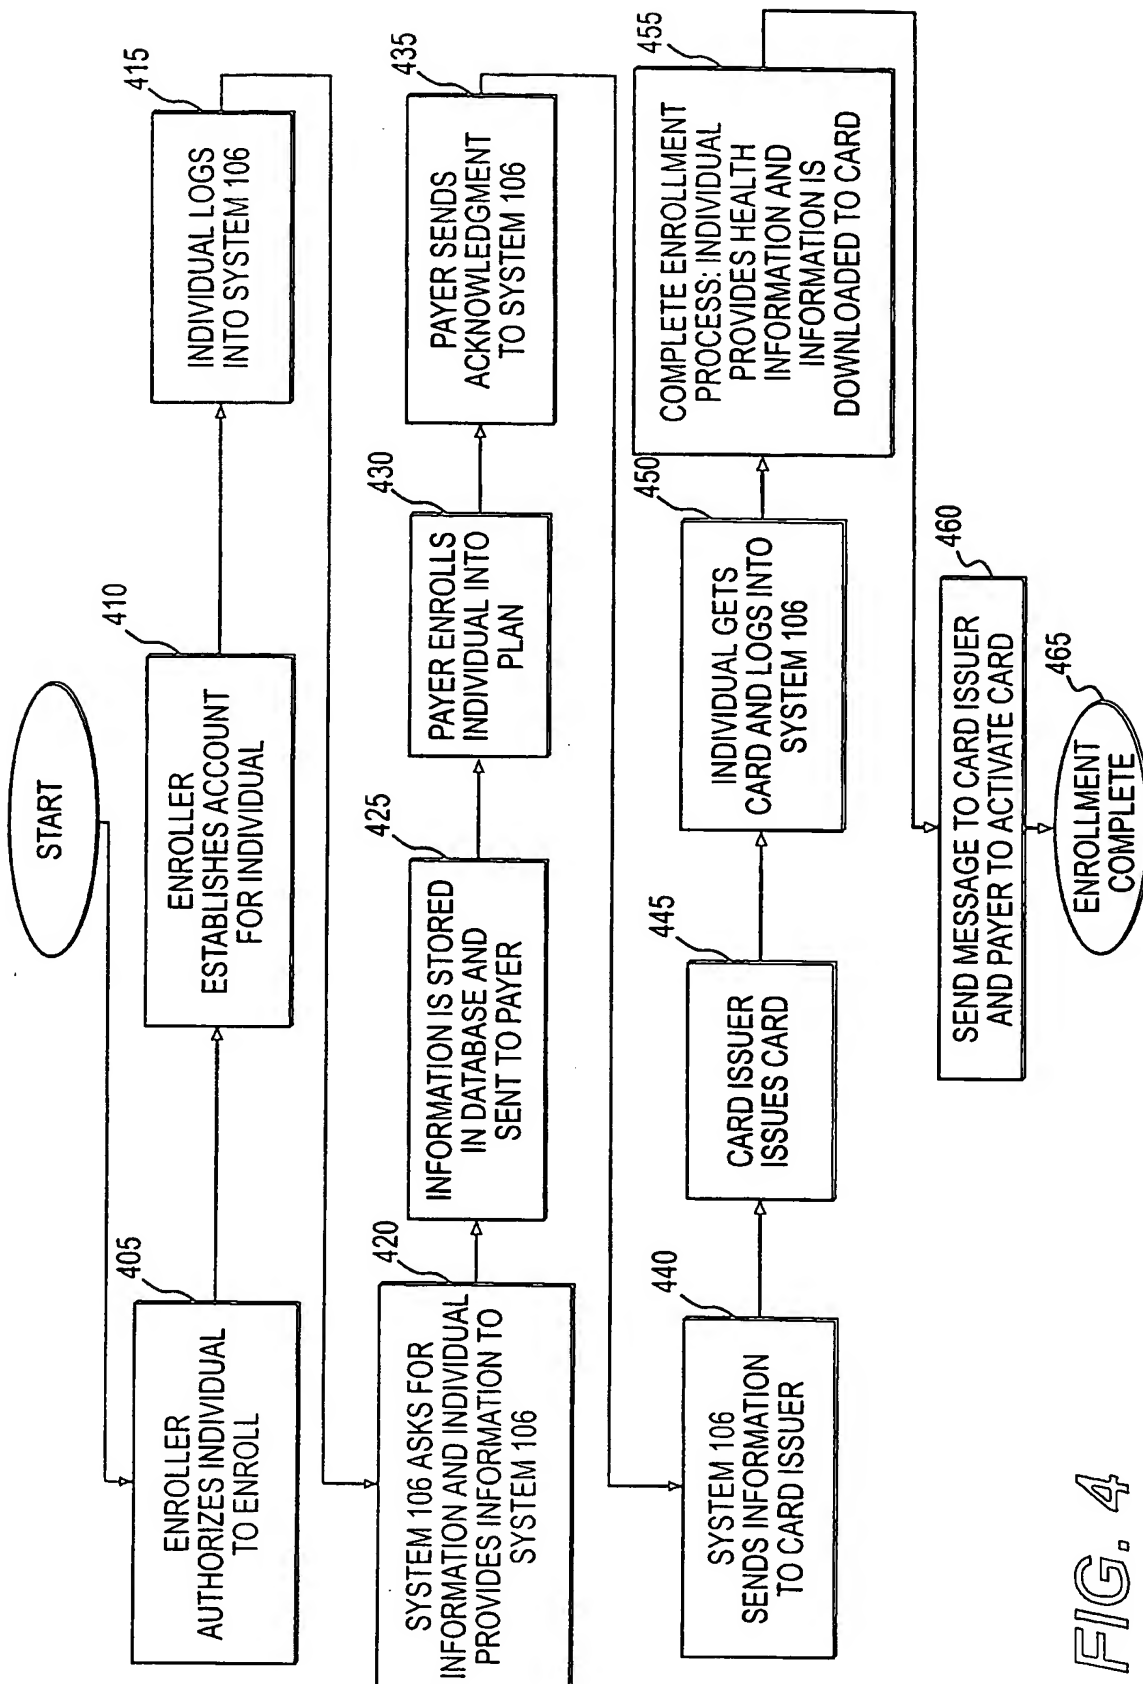 START
405
ENROLLER
AUTHORIZES INDIVIDUAL
TO ENROLL
410
ENROLLER
ESTABLISHES ACCOUNT
FOR INDIVIDUAL
415
INDIVIDUAL LOGS
INTO SYSTEM 106
420
SYSTEM 106 ASKS FOR
INFORMATION AND INDIVIDUAL
PROVIDES INFORMATION TO
SYSTEM 106
425
INFORMATION IS STORED
IN DATABASE AND
SENT TO PAYER
430
PAYER ENROLLS
INDIVIDUAL INTO
PLAN
435
PAYER SENDS
ACKNOWLEDGMENT
TO SYSTEM 106
440
SYSTEM 106
SENDS INFORMATION
TO CARD ISSUER
445
CARD ISSUER
ISSUES CARD
450
INDIVIDUAL GETS
CARD AND LOGS INTO
SYSTEM 106
455
COMPLETE ENROLLMENT
PROCESS: INDIVIDUAL
PROVIDES HEALTH
INFORMATION AND
INFORMATION IS
DOWNLOADED TO CARD
460
SEND MESSAGE TO CARD ISSUER
AND PAYER TO ACTIVATE CARD
465
ENROLLMENT
COMPLETE
FIG. 4